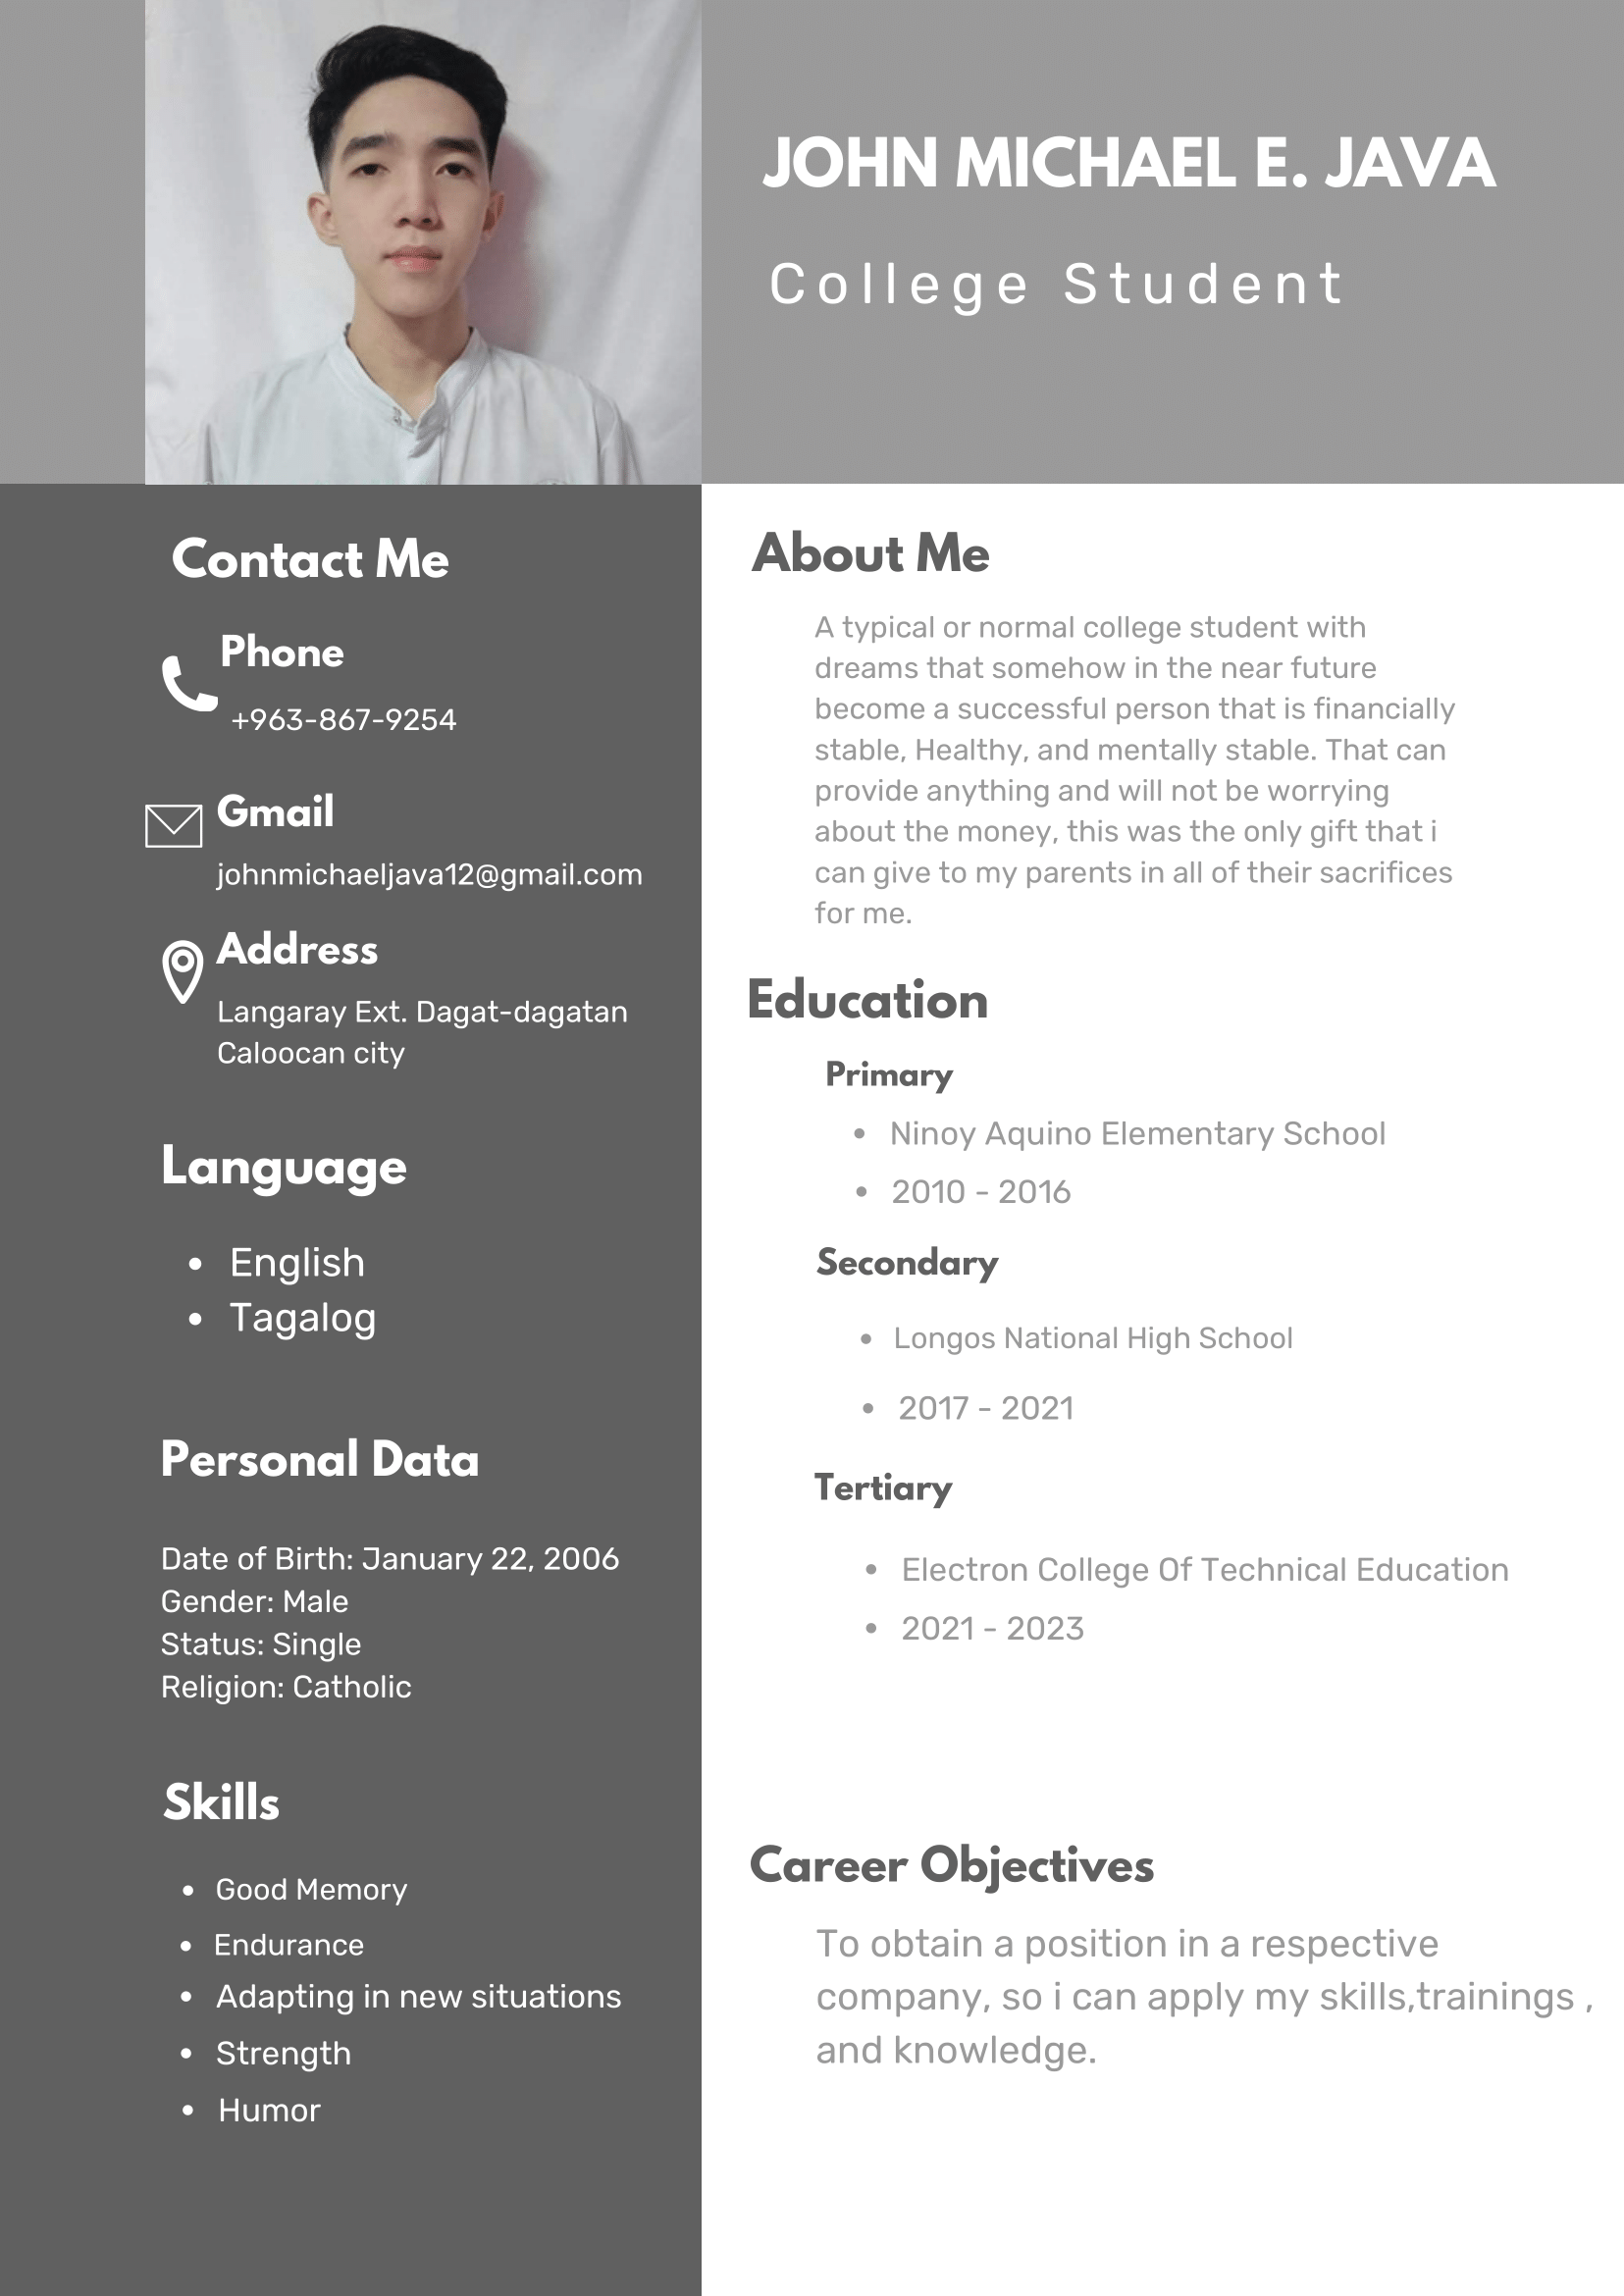 JOHN MICHAEL E. JAVA
College Student
Contact Me
Phone
+963-867-9254
Gmail
johnmichaeljava12@gmail.com
Address
Langaray Ext. Dagat-dagatan
Caloocan city
Language
English
Tagalog
Personal Data
Date of Birth: January 22, 2006
Gender: Male
Status: Single
Religion: Catholic
Skills
Good Memory
Endurance
Adapting in new situations
Strength
Humor
About Me
A typical or normal college student with
dreams that somehow in the near future
become a successful person that is financially
stable, Healthy, and mentally stable. That can
provide anything and will not be worrying
about the money, this was the only gift that i
can give to my parents in all of their sacrifices
for me.
Education
Primary
Ninoy Aquino Elementary School
2010 - 2016
Secondary
Longos National High School
2017 - 2021
Tertiary
Electron College Of Technical Education
2021 - 2023
Career Objectives
To obtain a position in a respective
company, so i can apply my skills,trainings ,
and knowledge.